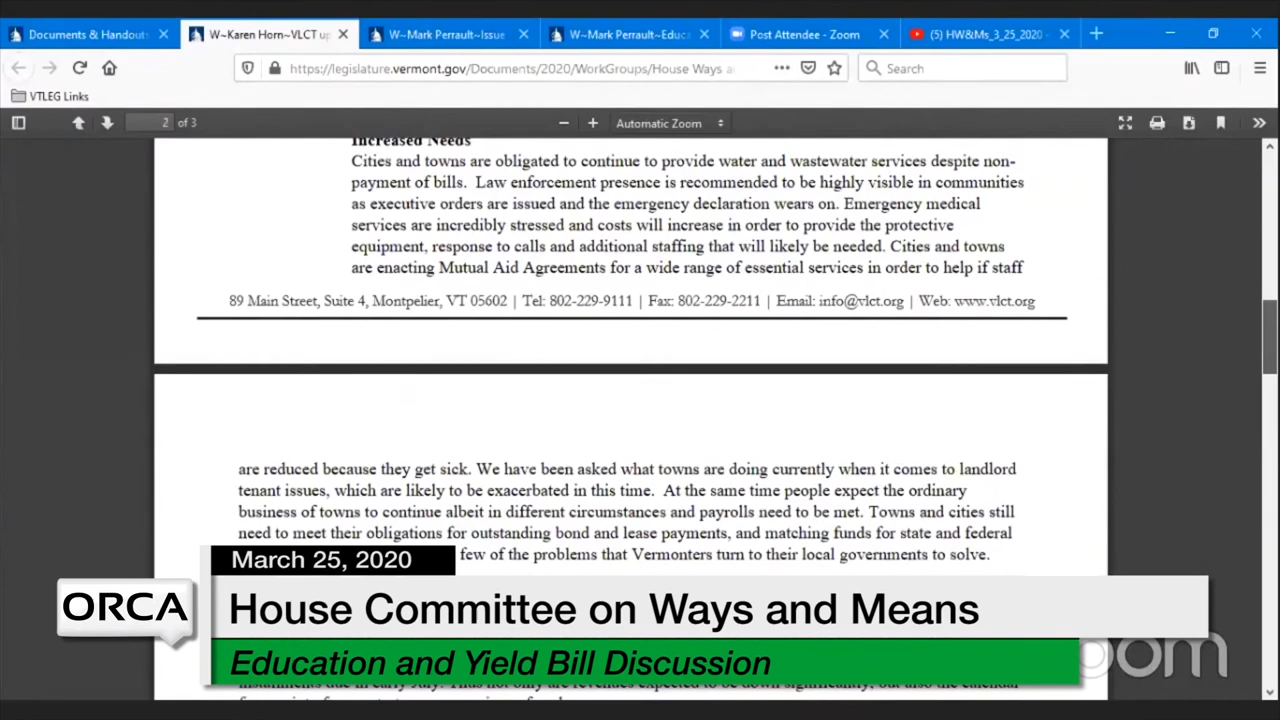 Documents & Handouts
W~Karen Horn~VLCT up
W~Mark Perrault~Issue
W~Mark Perrault~Educa
Post Attendee - Zoom
(5) HW&Ms_3_25_2020 -
https://legislature.vermont.gov/Documents/2020/WorkGroups/House Ways a
Search
VTLEG Links
2 of 3
Automatic Zoom
Increased Needs
Cities and towns are obligated to continue to provide water and wastewater services despite non-
payment of bills. Law enforcement presence is recommended to be highly visible in communities
as executive orders are issued and the emergency declaration wears on. Emergency medical
services are incredibly stressed and costs will increase in order to provide the protective
equipment, response to calls and additional staffing that will likely be needed. Cities and towns
are enacting Mutual Aid Agreements for a wide range of essential services in order to help if staff
89 Main Street, Suite 4, Montpelier, VT 05602 | Tel: 802-229-9111 | Fax: 802-229-2211 | Email: info@vlct.org | Web: www.vlct.org
are reduced because they get sick. We have been asked what towns are doing currently when it comes to landlord
tenant issues, which are likely to be exacerbated in this time. At the same time people expect the ordinary
business of towns to continue albeit in different circumstances and payrolls need to be met. Towns and cities still
need to meet their obligations for outstanding bond and lease payments, and matching funds for state and federal
few of the problems that Vermonters turn to their local governments to solve.
March 25, 2020
ORCA
House Committee on Ways and Means
Education and Yield Bill Discussion
oom